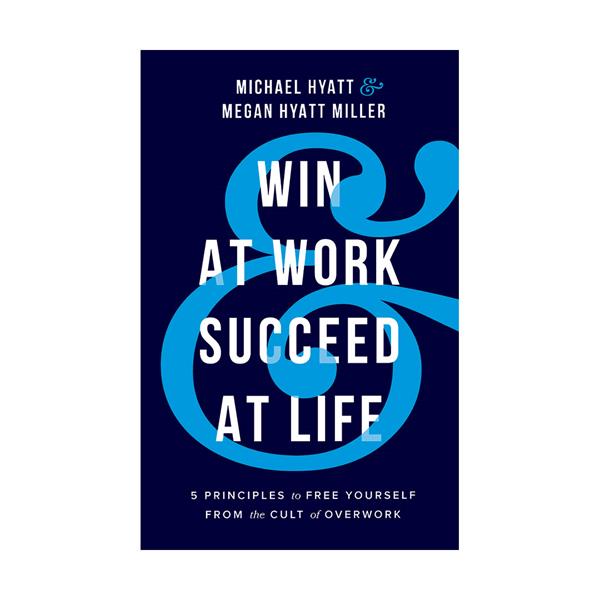 MICHAEL HYATT &
MEGAN HYATT MILLER
&
WIN
AT WORK
SUCCEED
AT LIFE
5 PRINCIPLES to FREE YOURSELF
FROM the CULT of OVERWORK